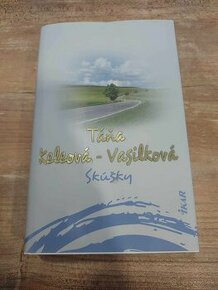 Táňa
Keleová - Vasilková
Skúšky
IKAR